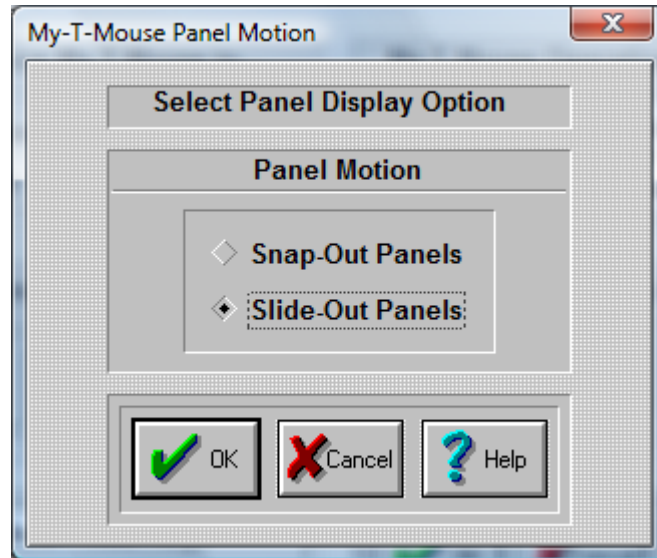 My-T-Mouse Panel Motion
Select Panel Display Option
Panel Motion
Snap-Out Panels
Slide-Out Panels
OK Cancel Help